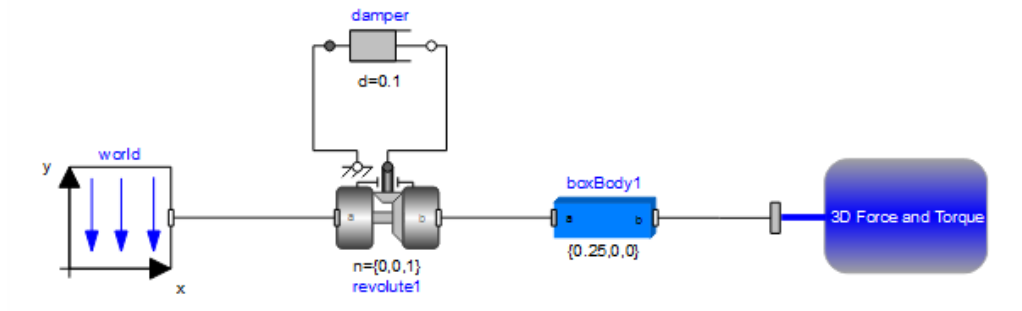 damper
d=0.1
world
y
x
a
b
n={0,0,1}
revolute1
boxBody1
a
b
{0.25,0,0}
3D Force and Torque